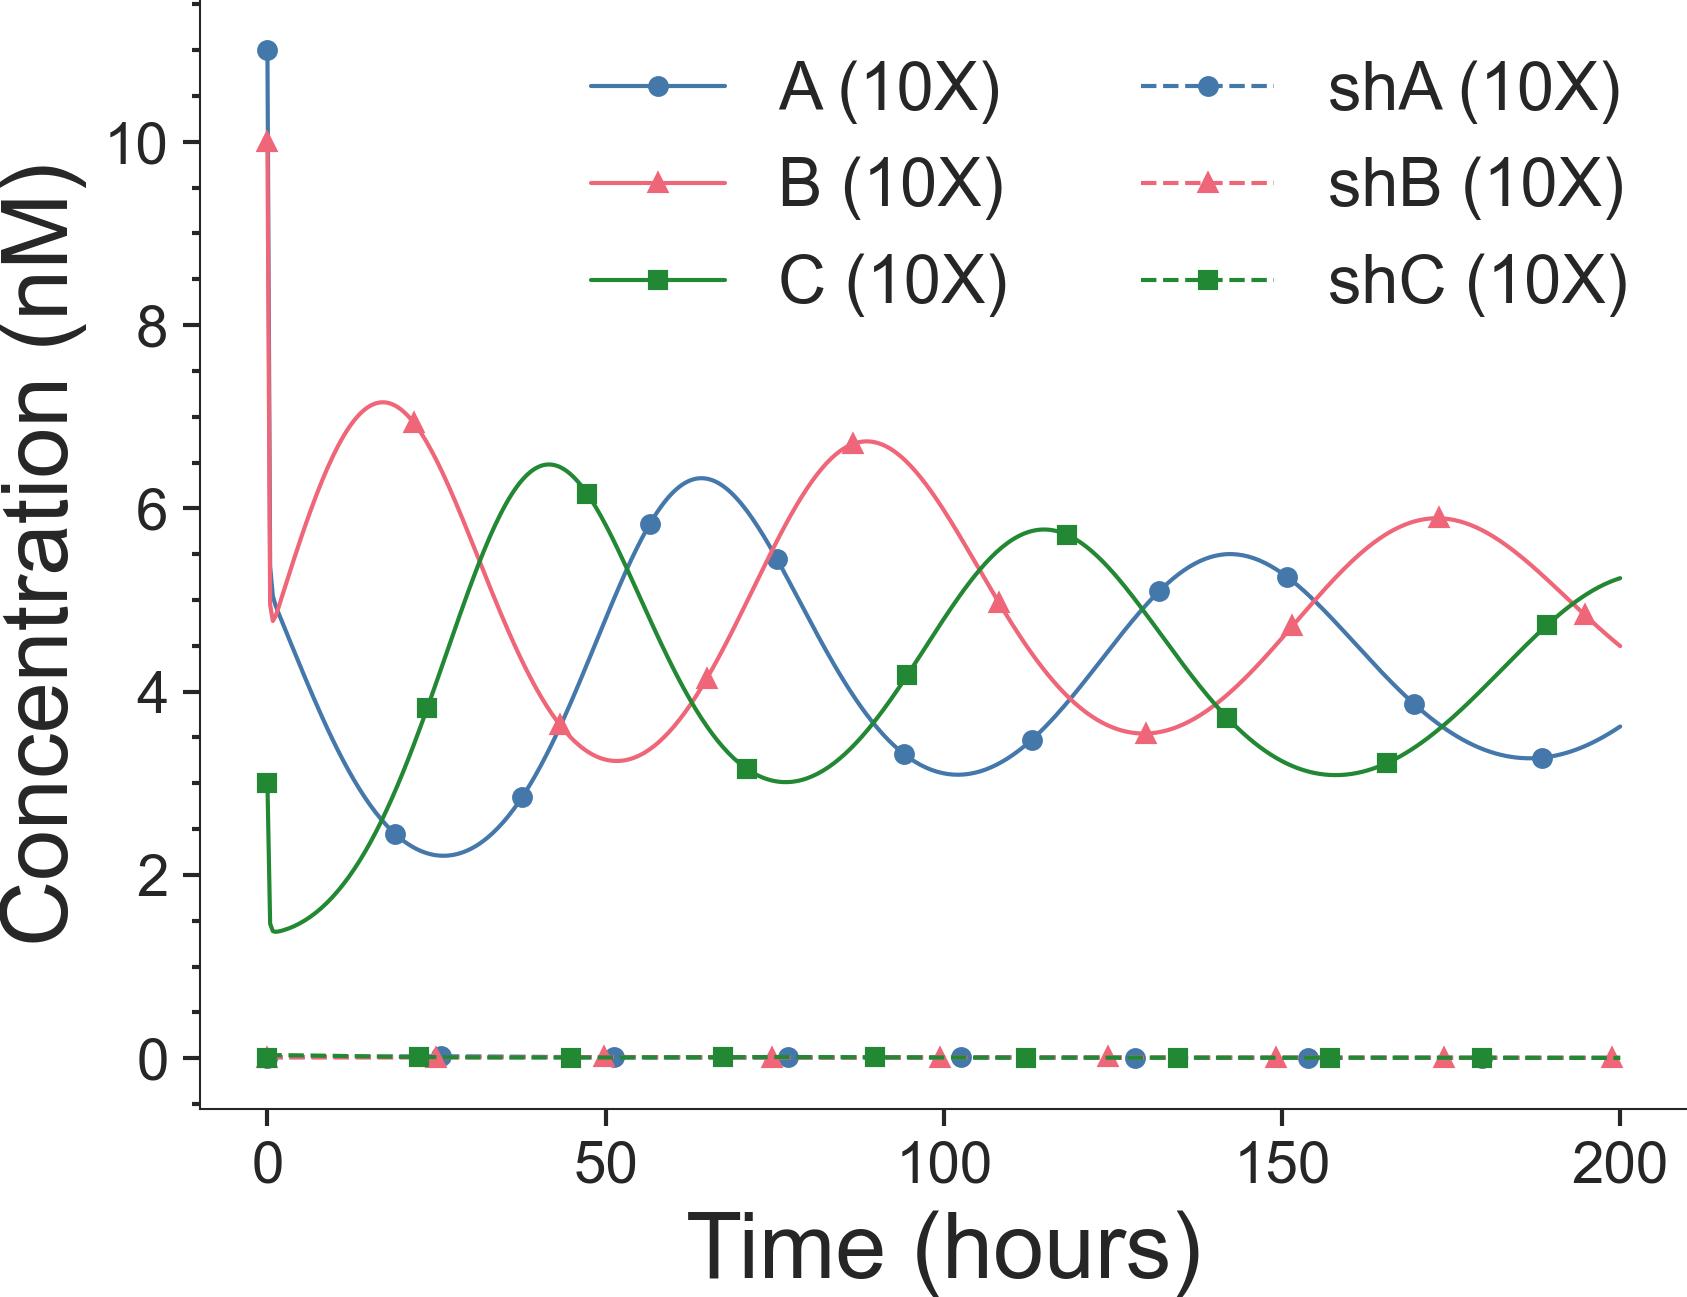 Concentration (nM)
10
8
6
4
2
0
A (10X)
B (10X)
C (10X)
shA (10X)
shB (10X)
shC (10X)
0
50
100
150
200
Time (hours)